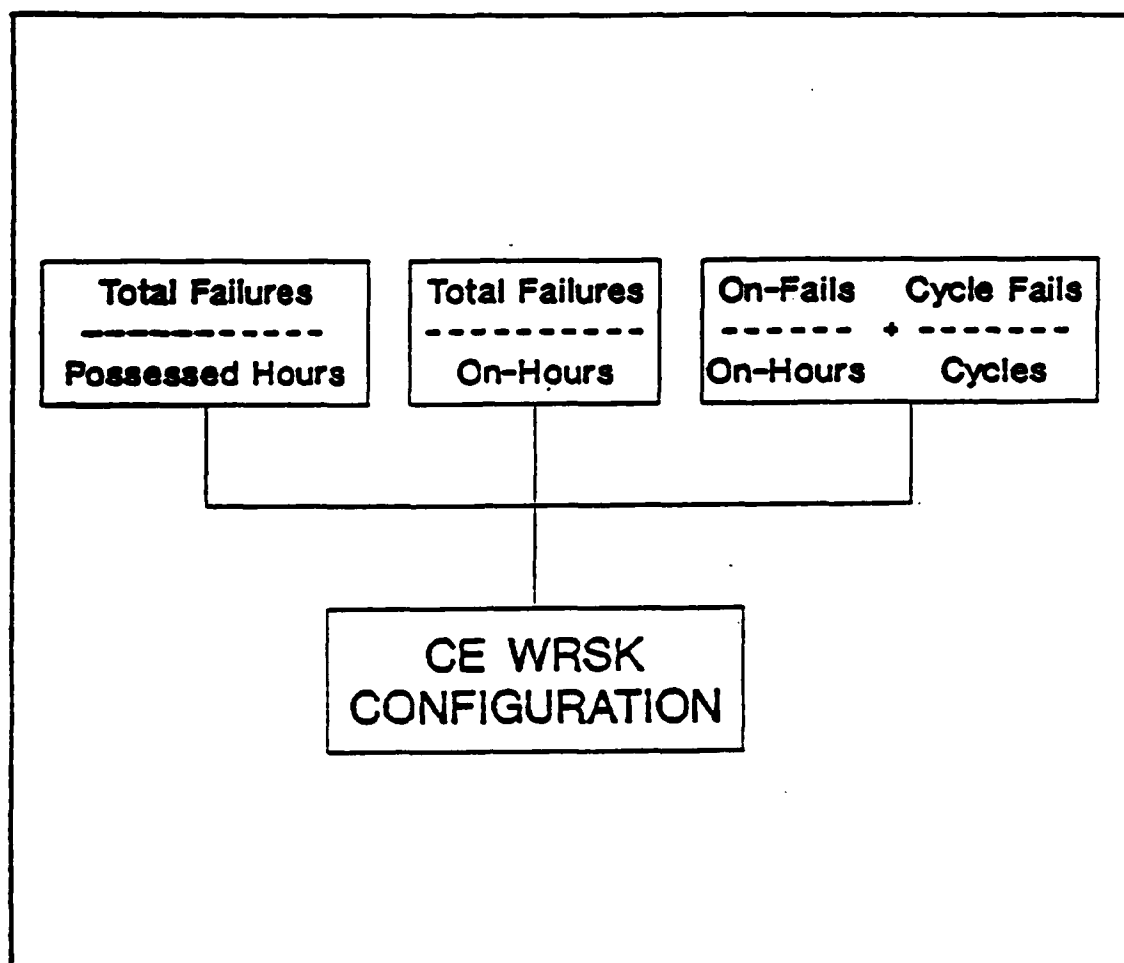 Total Failures
------------
Possessed Hours
Total Failures
------------
On-Hours
On-Fails Cycle Fails
------ + -------
On-Hours Cycles
CE WRSK
CONFIGURATION